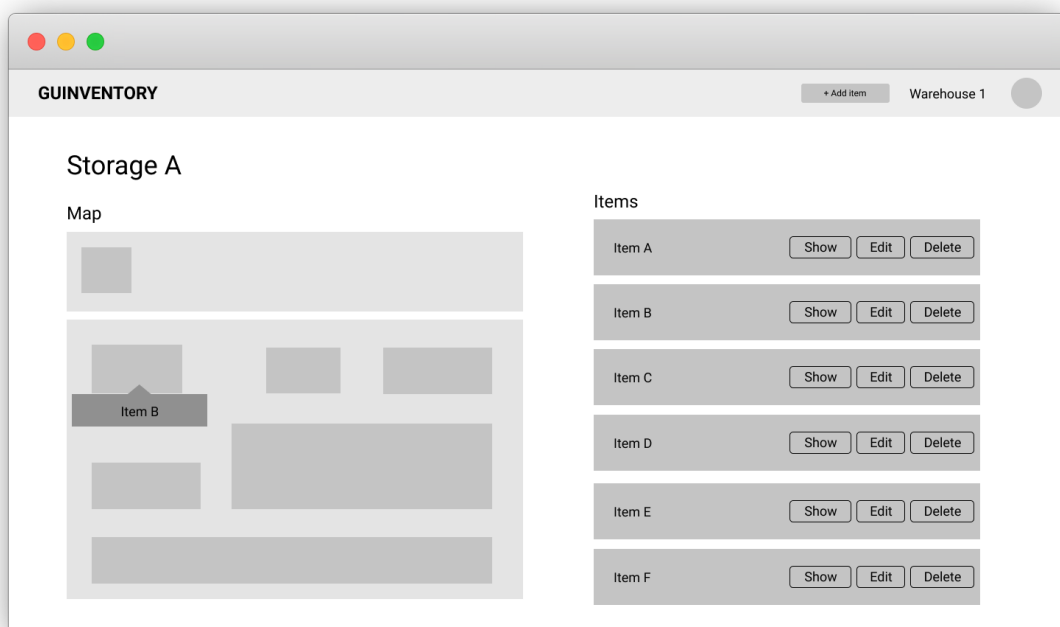 GUINVENTORY
+ Add item
Warehouse 1
Storage A
Map
Item B
Items
Item A Show Edit Delete
Item B Show Edit Delete
Item C Show Edit Delete
Item D Show Edit Delete
Item E Show Edit Delete
Item F Show Edit Delete